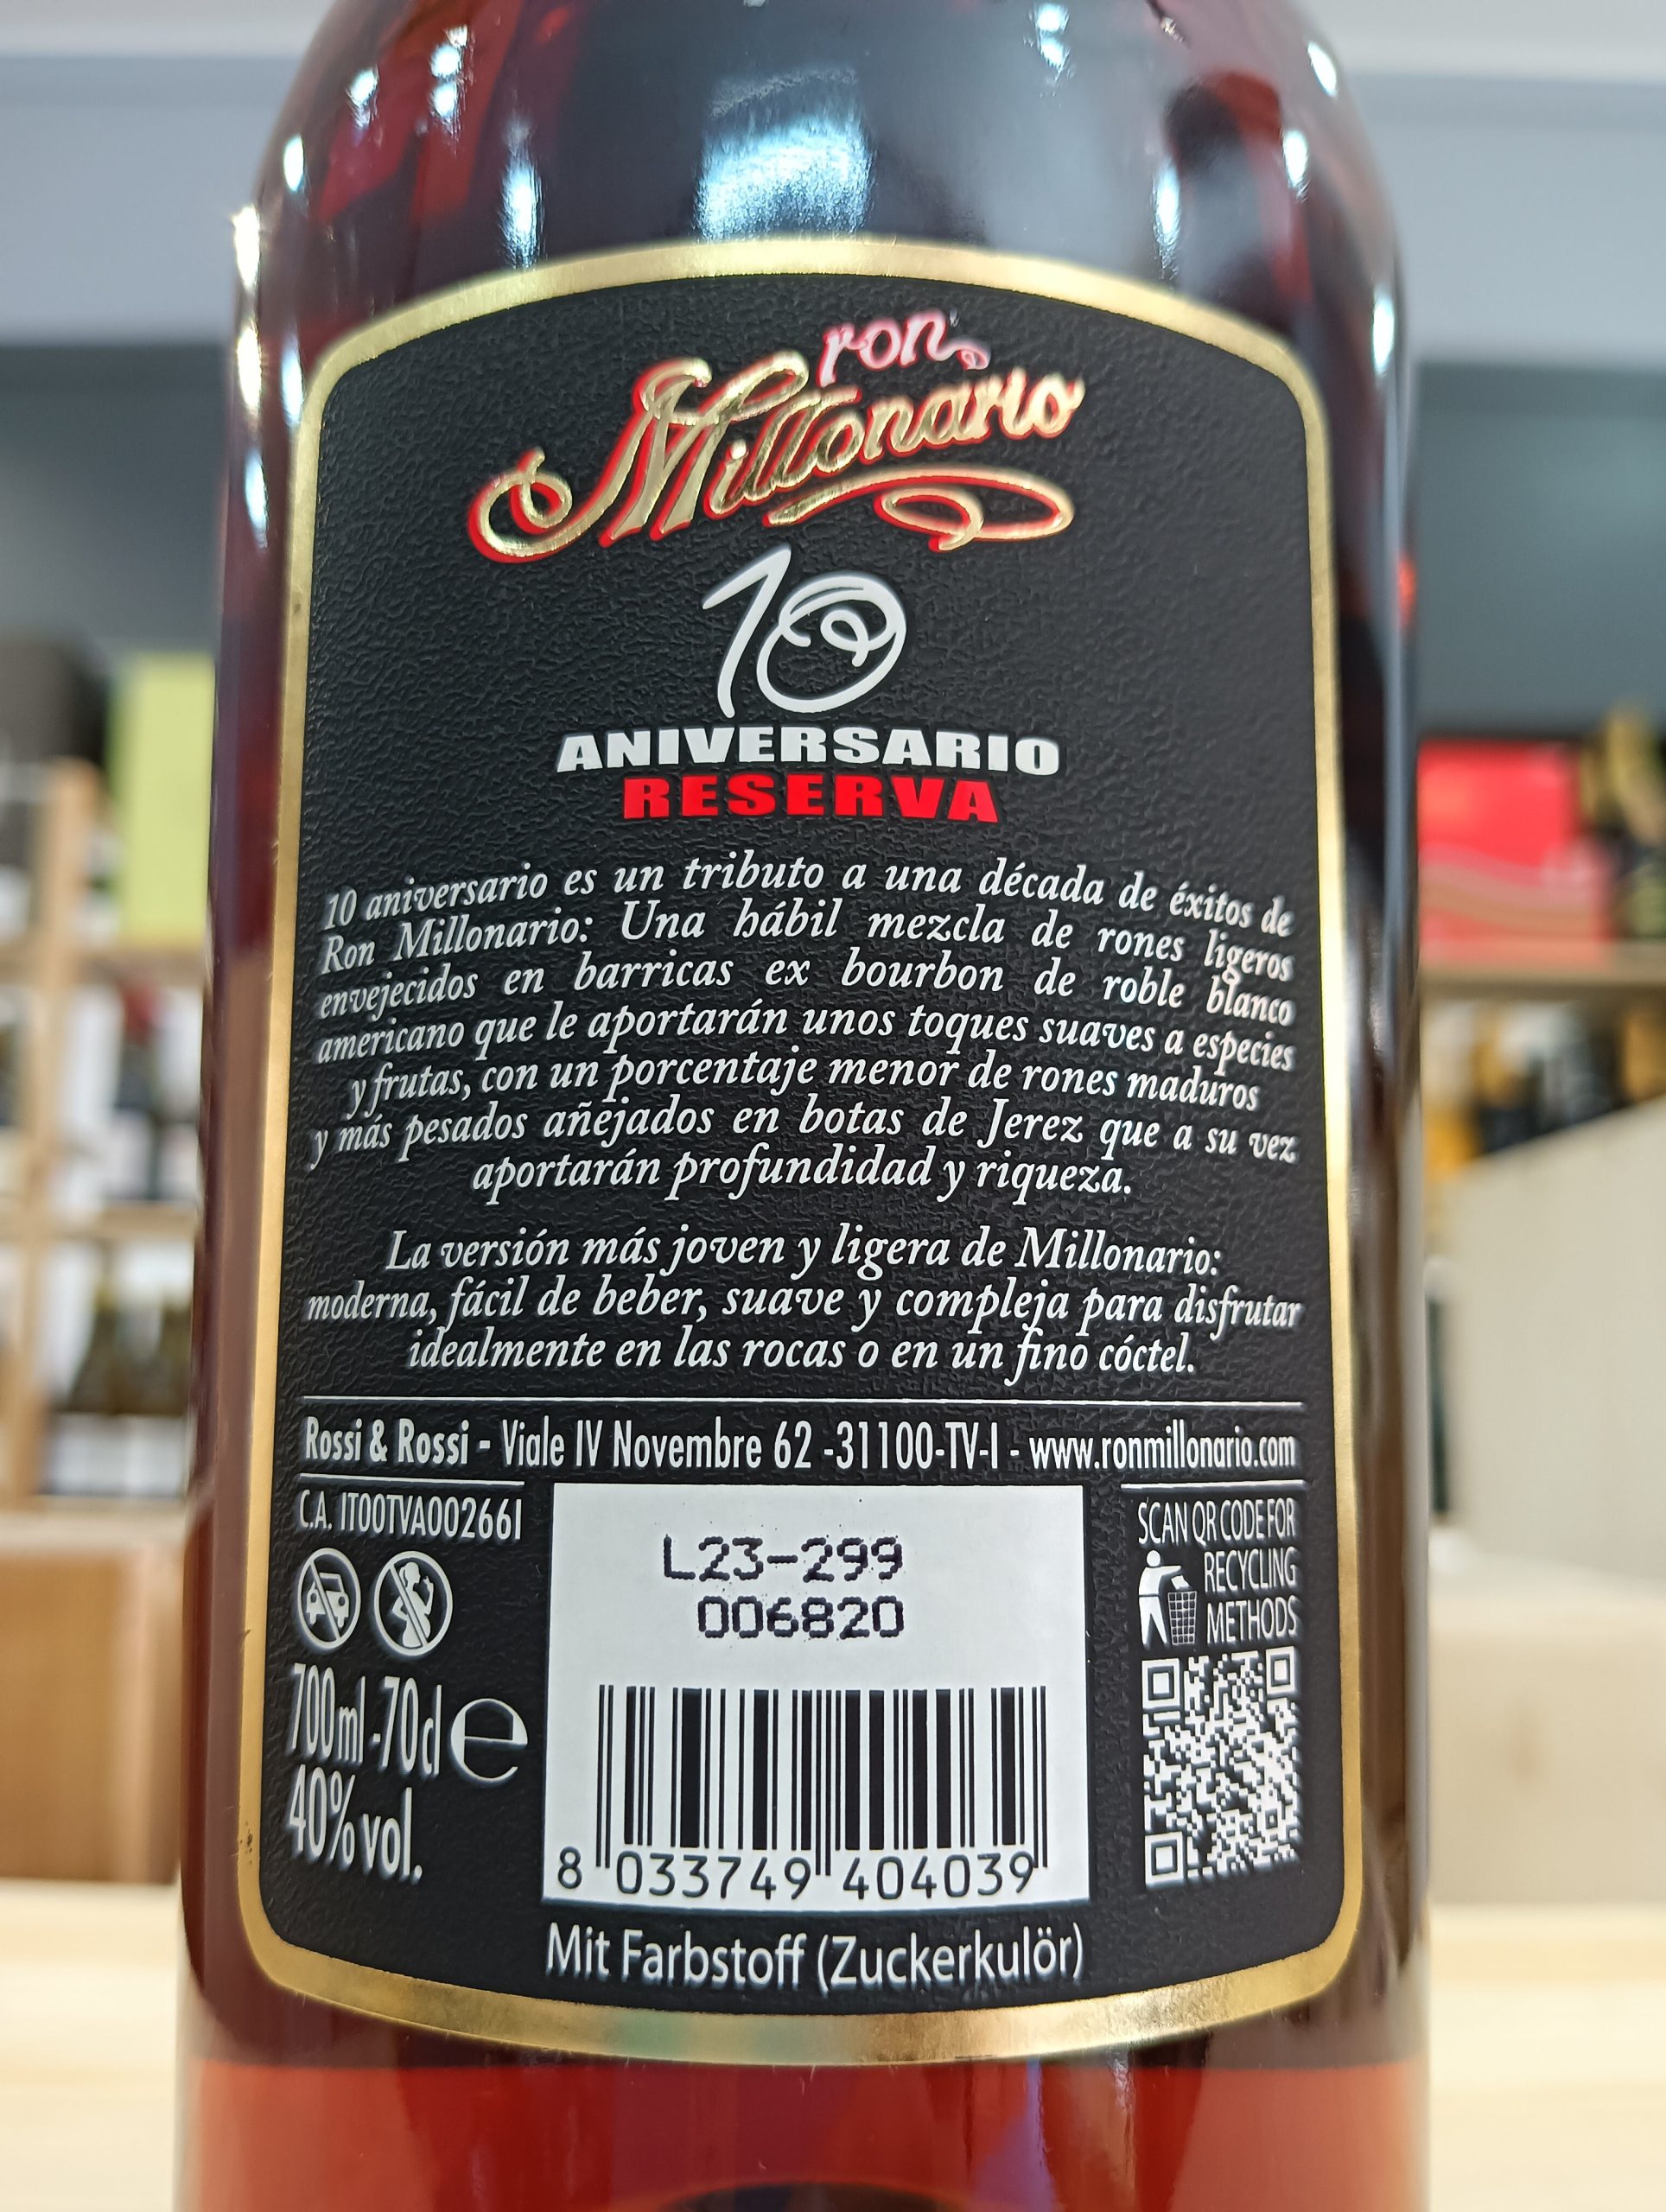 ron
Millonario
10
ANIVERSARIO
RESERVA
10 aniversario es un tributo a una década de éxitos de
Ron Millonario: Una hábil mezcla de rones ligeros
envejecidos en barricas ex bourbon de roble blanco
americano que le aportarán unos toques suaves a especies
y frutas, con un porcentaje menor de rones maduros
y más pesados añejados en botas de Jerez que a su vez
aportarán profundidad y riqueza.
La versión más joven y ligera de Millonario:
moderna, fácil de beber, suave y compleja para disfrutar
idealmente en las rocas o en un fino cóctel.
Rossi & Rossi - Viale IV Novembre 62 -31100-TV-I - www.ronmillonario.com
C.A. IT00TVA00266I
700ml-70cl e
40% vol.
L23-299
006820
8 033749 404039
SCAN QR CODE FOR
RECYCLING
METHODS
Mit Farbstoff (Zuckerkulör)